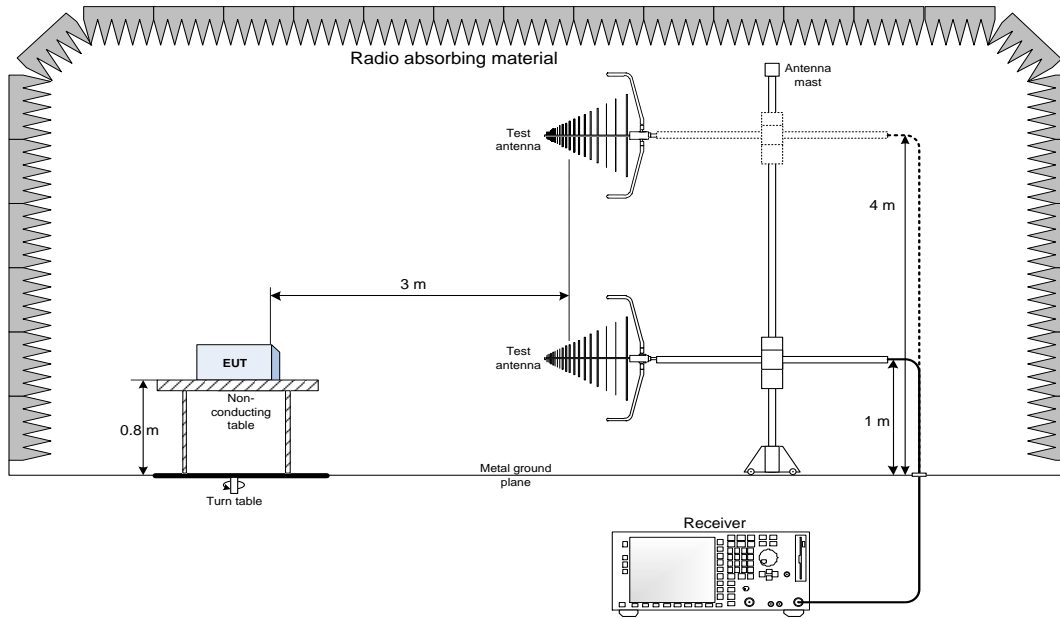 Radio absorbing material
Antenna
mast
Test
antenna
4 m
3 m
EUT
Test
antenna
Non-
conducting
table
0.8 m
1 m
Metal ground
plane
Turn table
Receiver